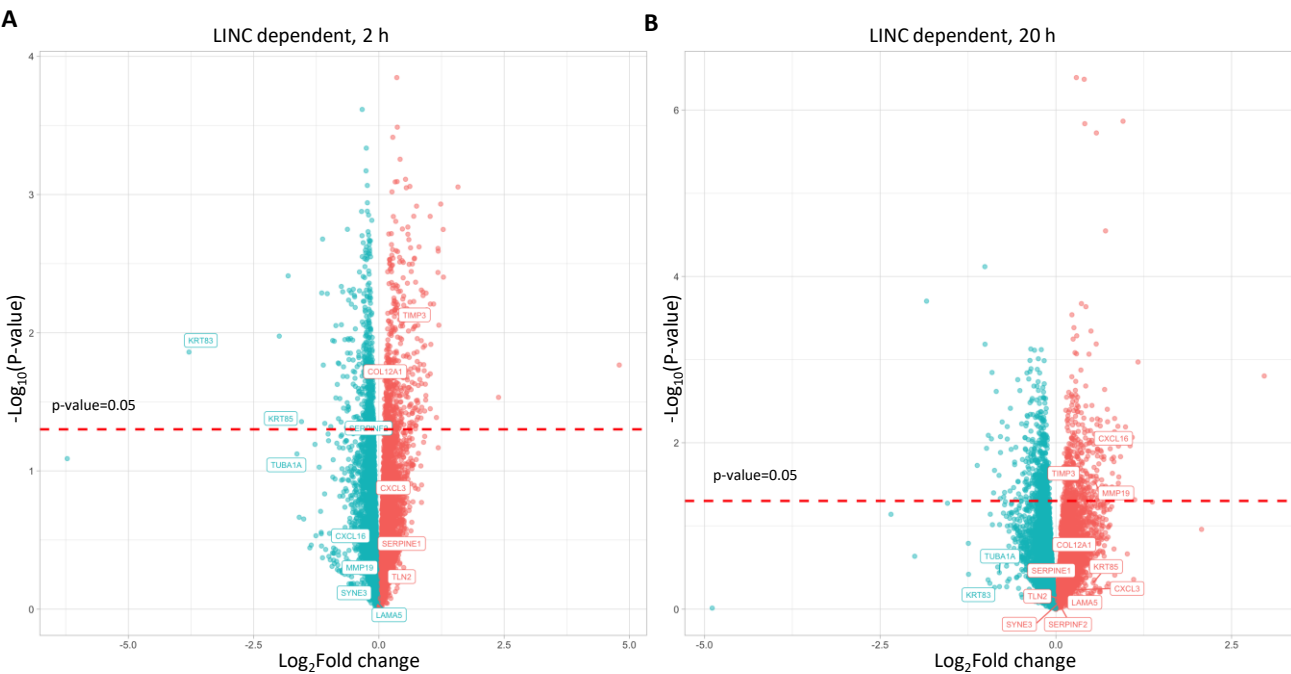 A
LINC dependent, 2 h
4
3
2
1
0
-Log10(P-value)
TIMP3
KRT83
COL12A1
p-value=0.05
KRT85
SERPINF2
TUBA1A
CXCL3
CXCL16
SERPINE1
MMP19
TLN2
SYNE3
LAMA5
-5.0
-2.5
0.0
2.5
5.0
Log2Fold change
B
LINC dependent, 20 h
6
4
2
0
-Log10(P-value)
CXCL16
TIMP3
p-value=0.05
MMP19
COL12A1
TUBA1A
KRT85
SERPINE1
CXCL3
KRT83
TLN2
LAMA5
SYNE3
SERPINF2
-5.0
-2.5
0.0
2.5
Log2Fold change